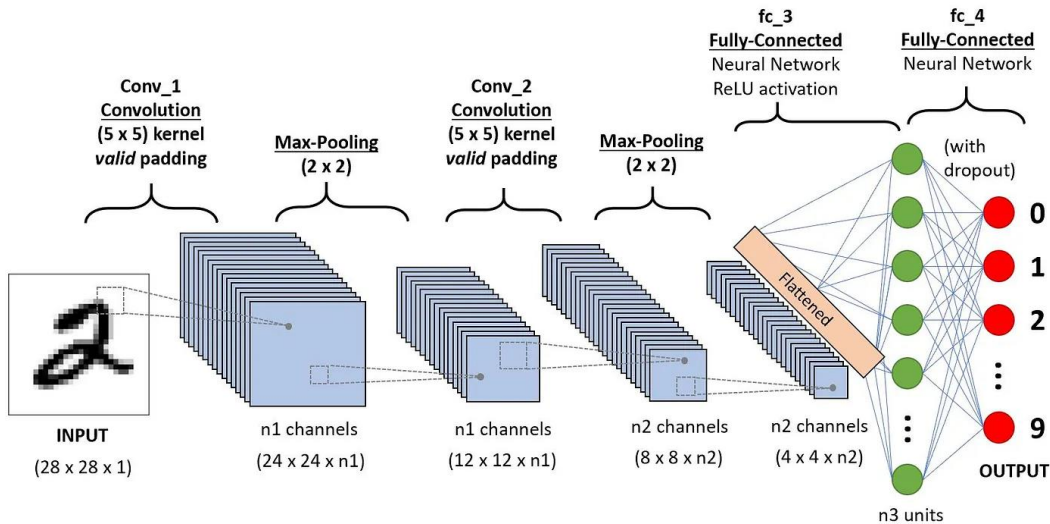 Conv_1
Convolution
(5 x 5) kernel
valid padding
Max-Pooling
(2 x 2)
Conv_2
Convolution
(5 x 5) kernel
valid padding
Max-Pooling
(2 x 2)
fc_3
Fully-Connected
Neural Network
ReLU activation
fc_4
Fully-Connected
Neural Network
(with
dropout)
Flattened
0
1
2
9
OUTPUT
INPUT
(28 x 28 x 1)
n1 channels
(24 x 24 x n1)
n1 channels
(12 x 12 x n1)
n2 channels
(8 x 8 x n2)
n2 channels
(4 x 4 x n2)
n3 units
2